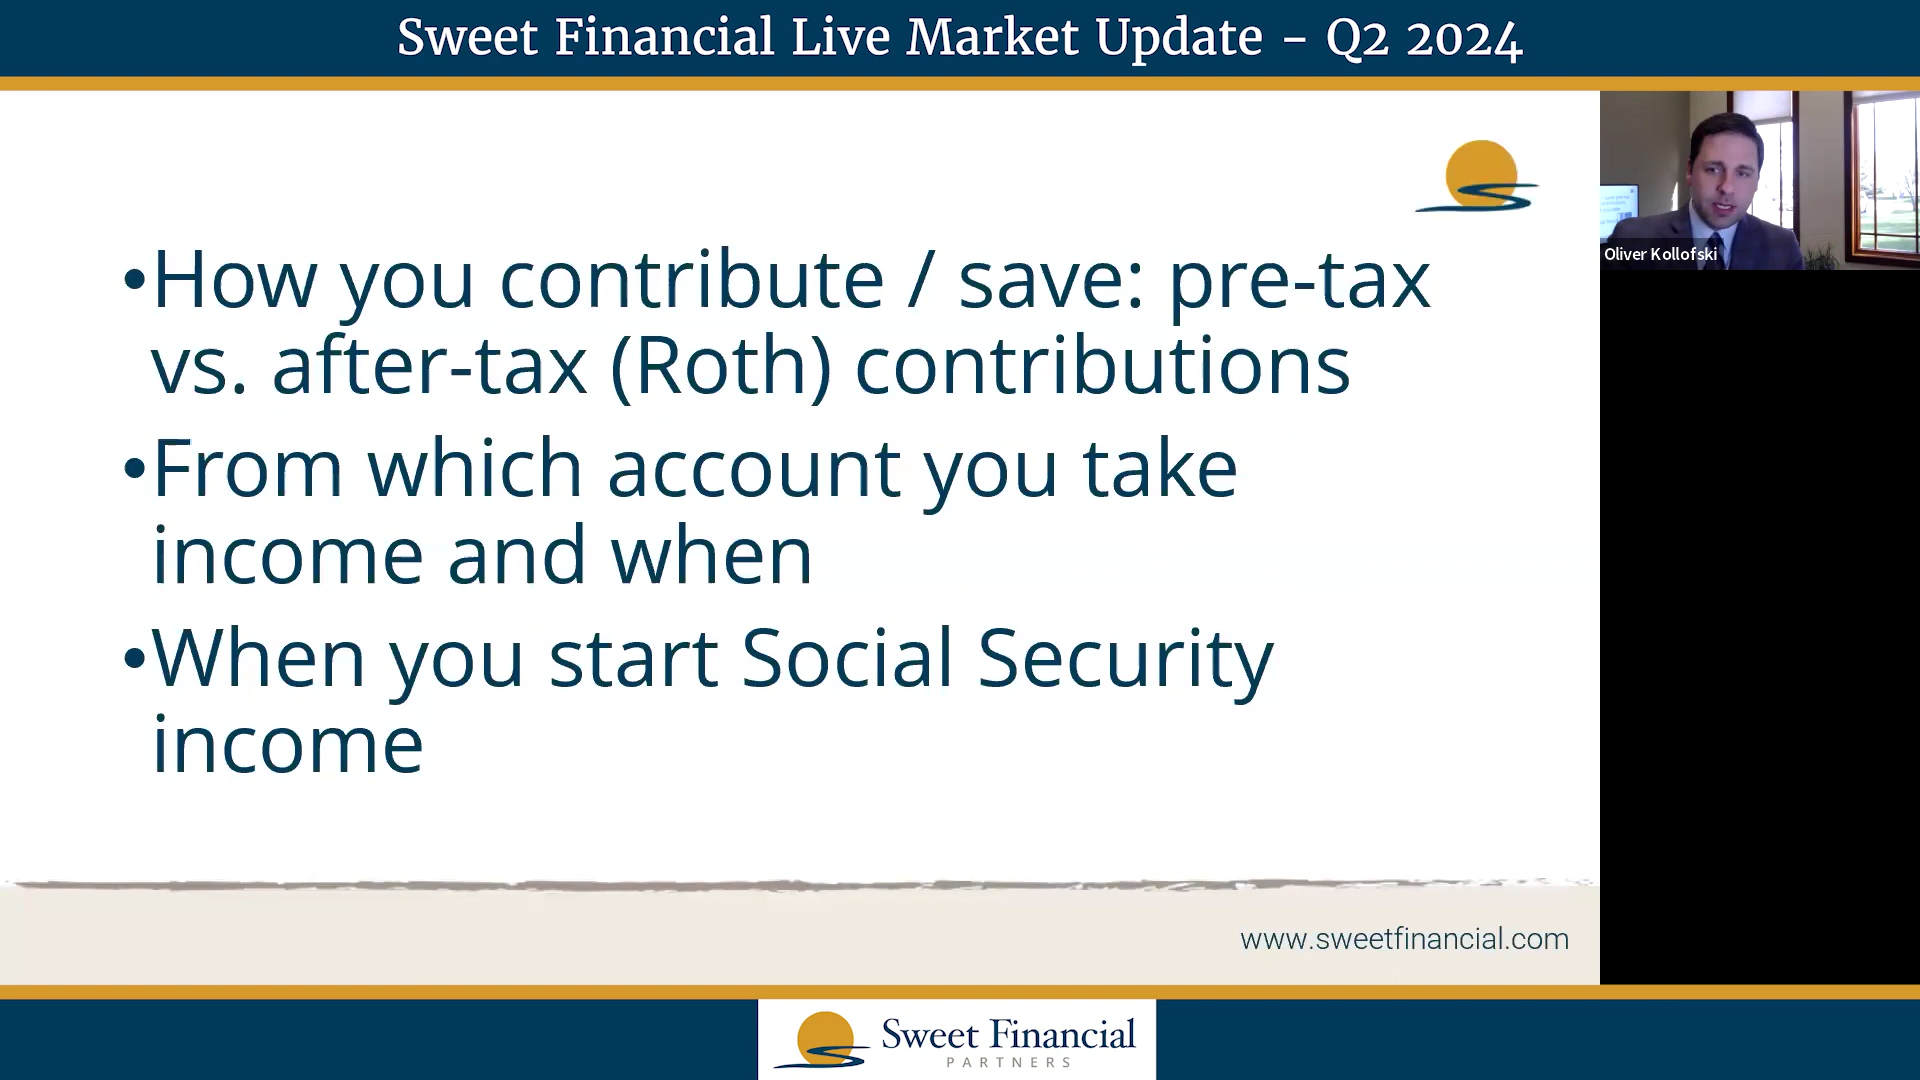 Sweet Financial Live Market Update - Q2 2024
•How you contribute / save: pre-tax
vs. after-tax (Roth) contributions
•From which account you take
income and when
•When you start Social Security
income
Oliver Kollofski
www.sweetfinancial.com
Sweet Financial
PARTNERS